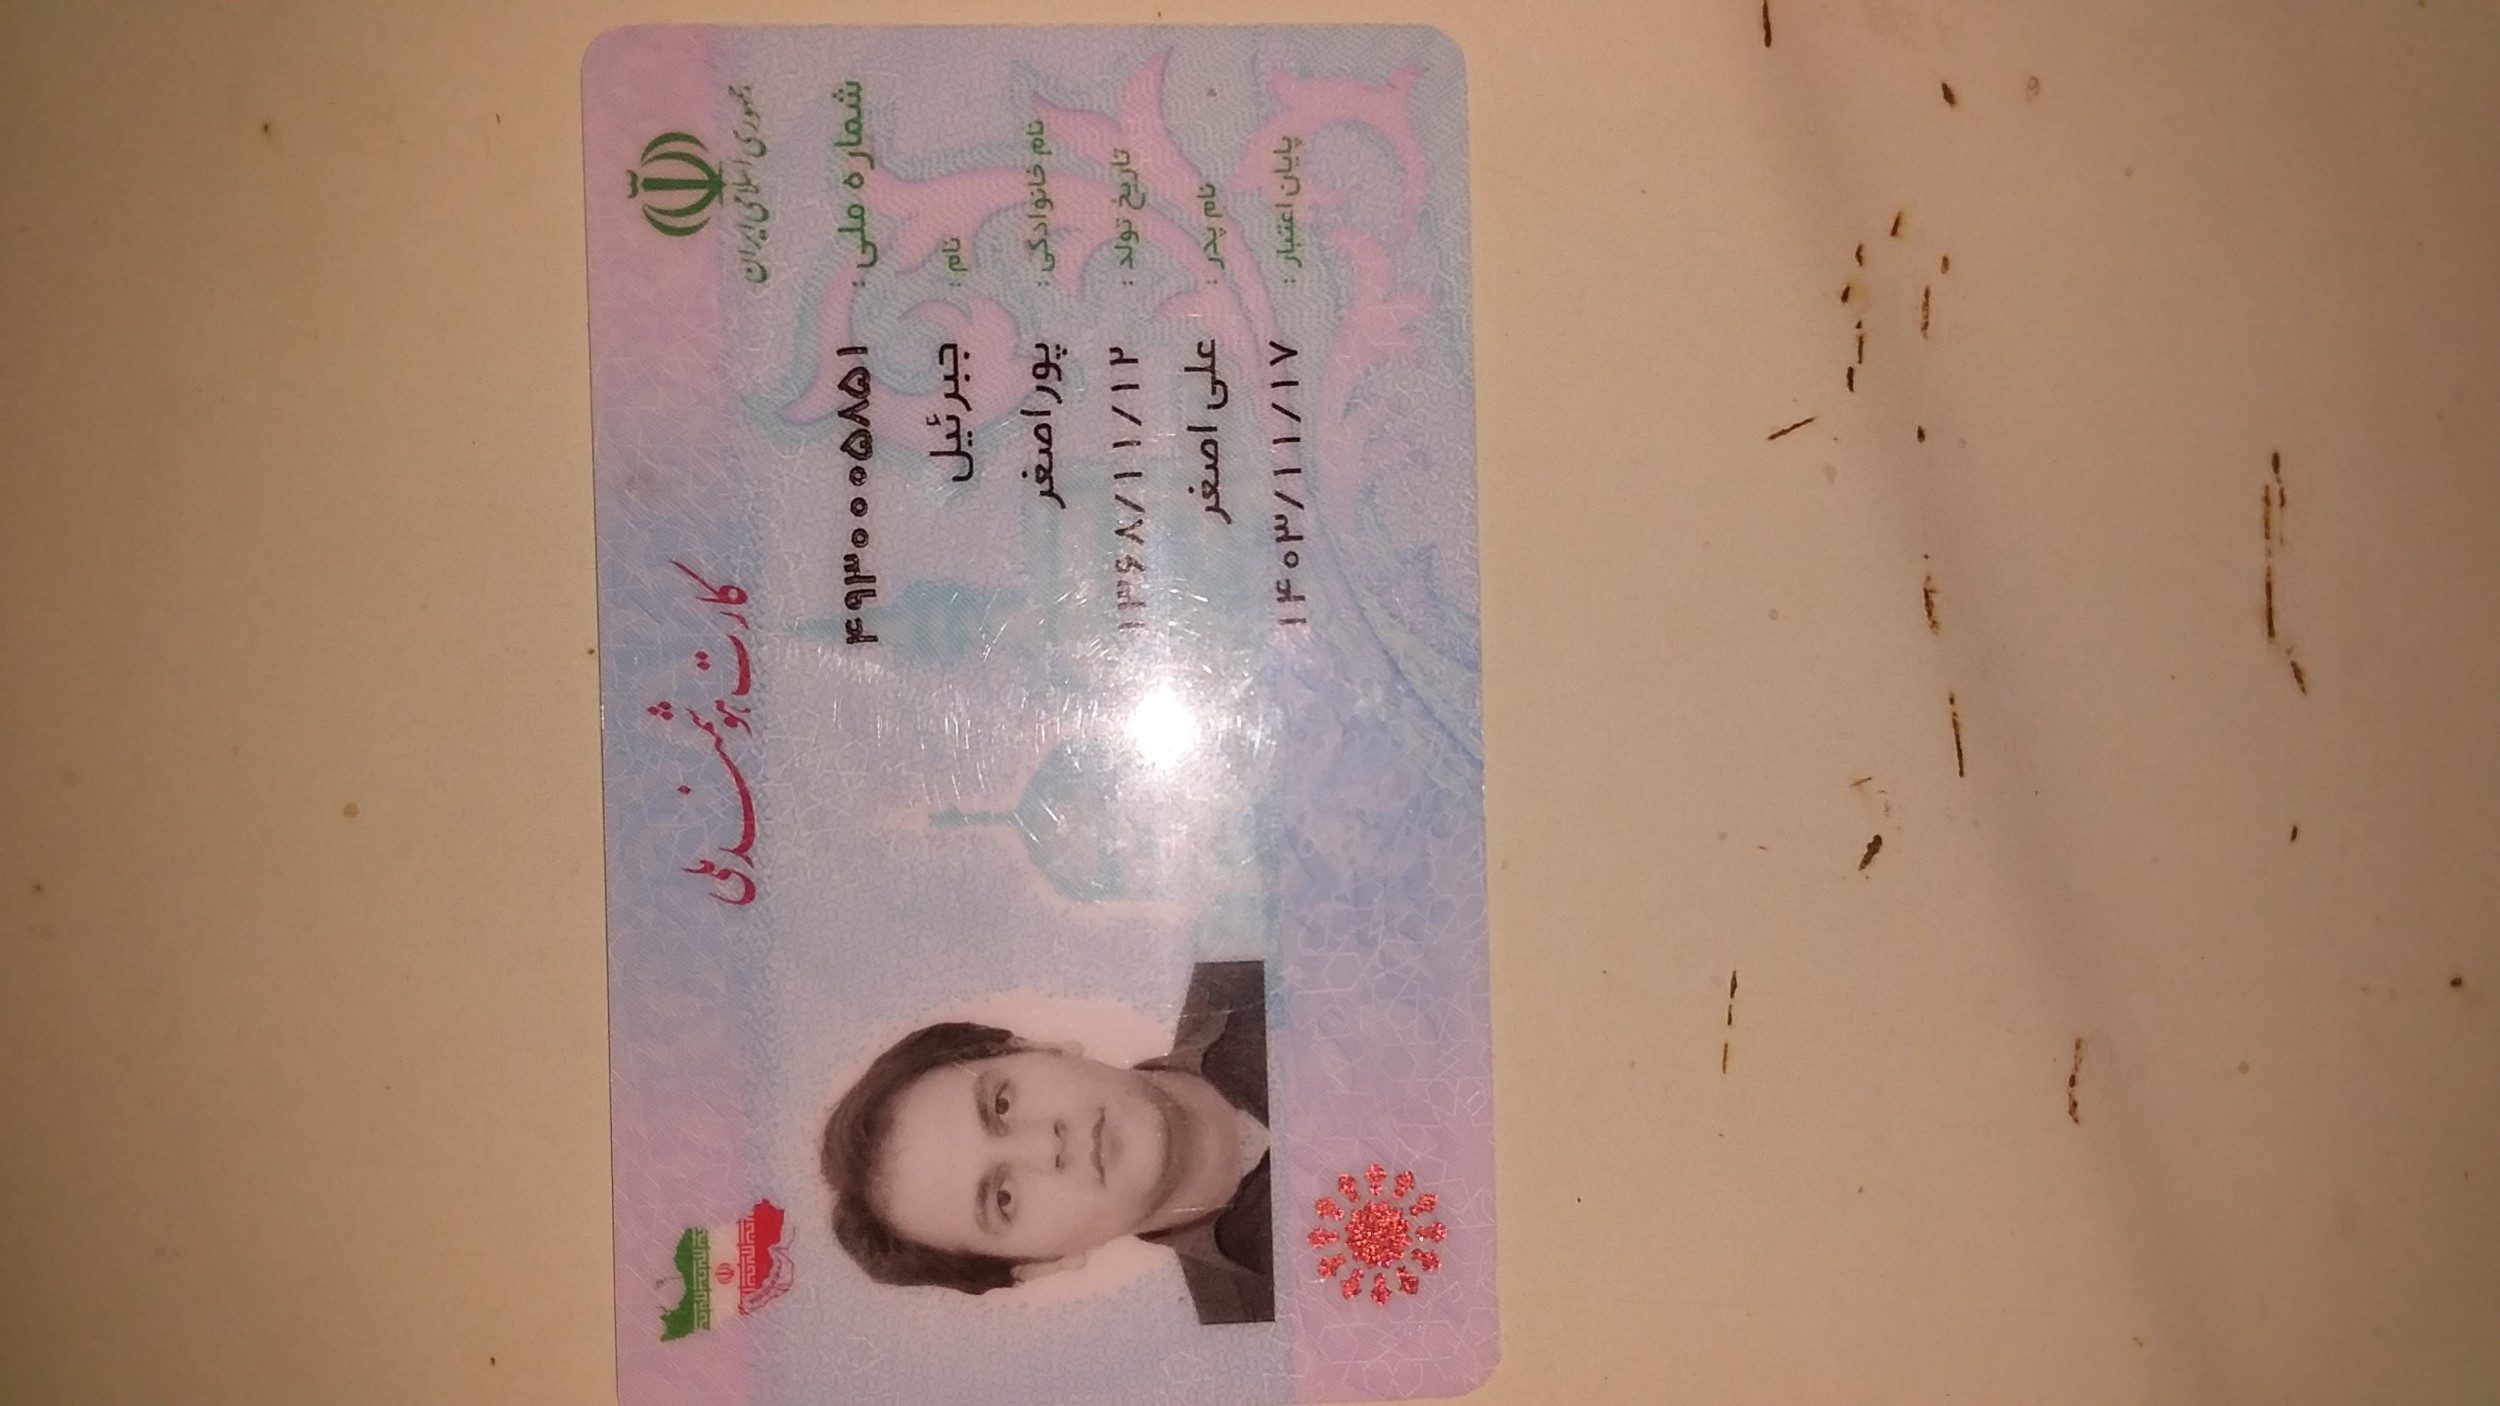 جمهوری اسلامی ایران
کارت هوشمند ملی
شماره ملی : ۴۹۳۰۰۰۵۸۵۱
نام : جبرئیل
نام خانوادگی : پوراصغر
تاریخ تولد : ۱۳۶۸/۱۱/۱۲
نام پدر : علی اصغر
پایان اعتبار : ۱۴۰۳/۱۱/۱۷